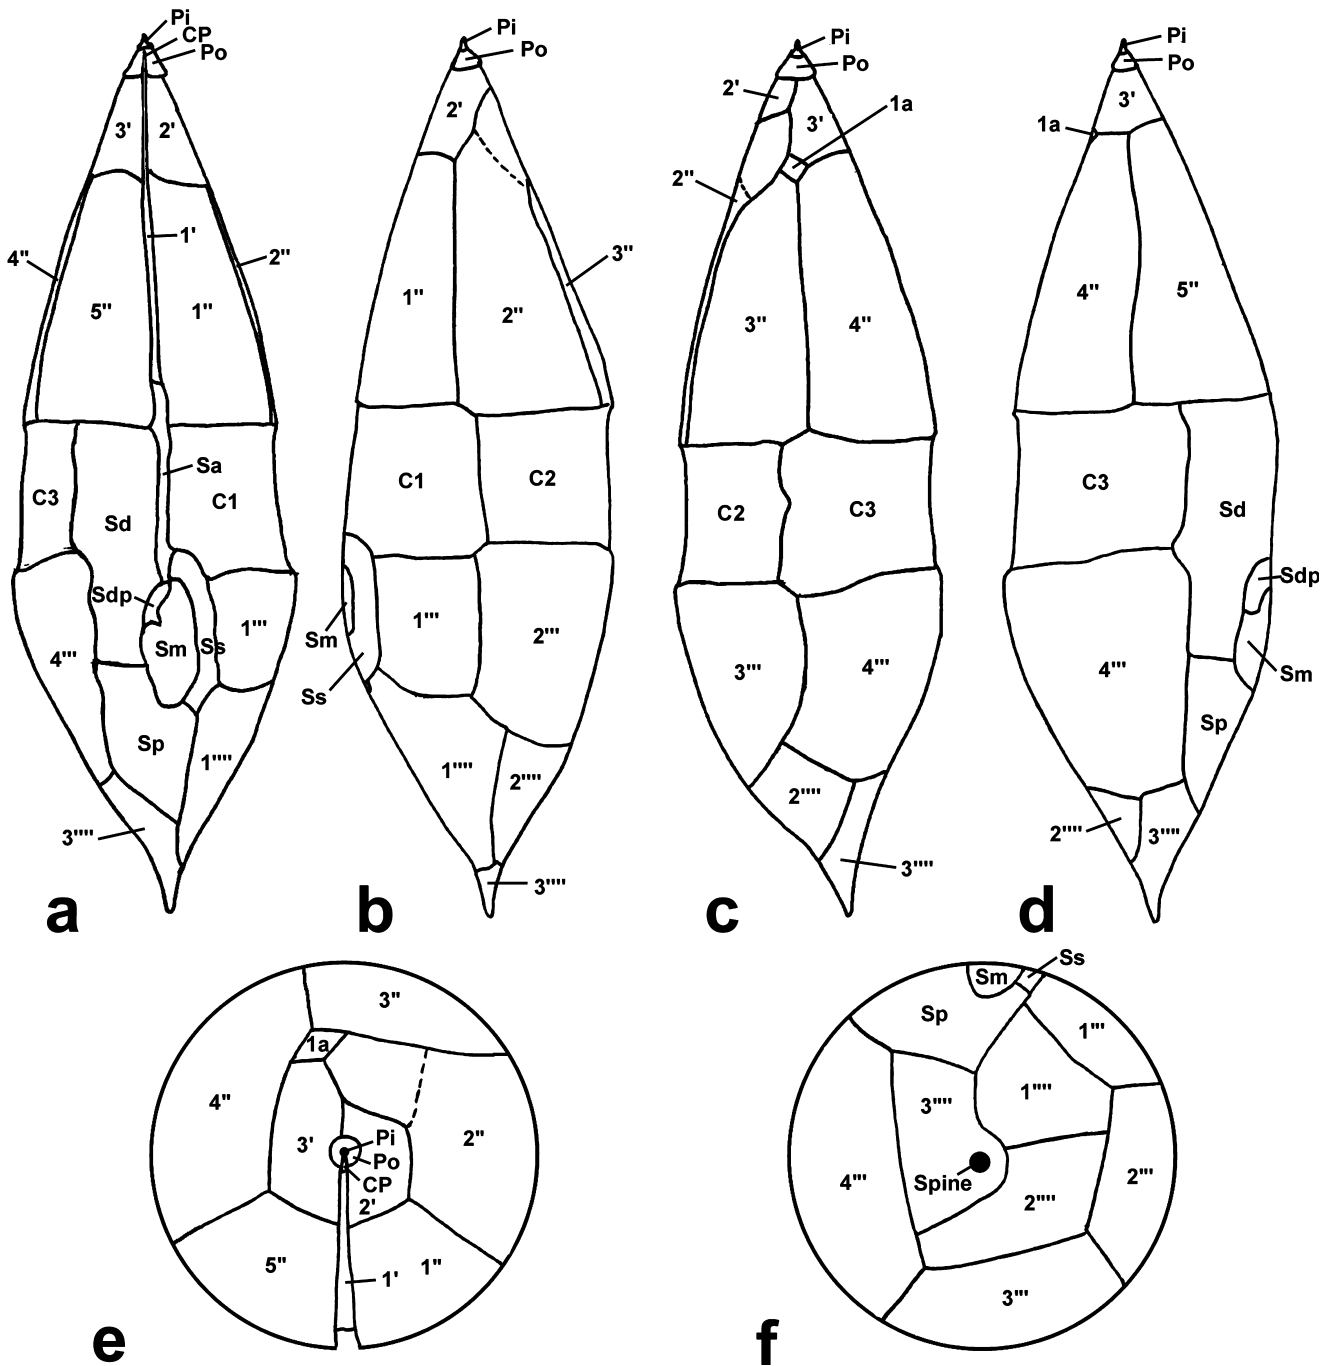 Pi
CP
Po
3' 2'
1'
4" 2"
5" 1"
Sa
C3 Sd C1
Sdp
Sm Ss 1'''
4'''
Sp
1''''
3''''
a
Pi
Po
2'
3"
1" 2"
C1 C2
1''' 2'''
Sm
Ss
1'''' 2''''
3''''
b
Pi
Po
2'
1a
3'
2"
3" 4"
C2 C3
3''' 4'''
2''''
3''''
c
Pi
Po
3'
1a
4" 5"
C3 Sd
Sdp
4''' Sm
Sp
2'''' 3''''
d
3"
1a
4"
3' Pi 2"
Po
CP
2'
5" 1' 1"
e
Ss
Sm
Sp 1'''
3'''' 1''''
4''' Spine 2'''' 2'''
3'''
f